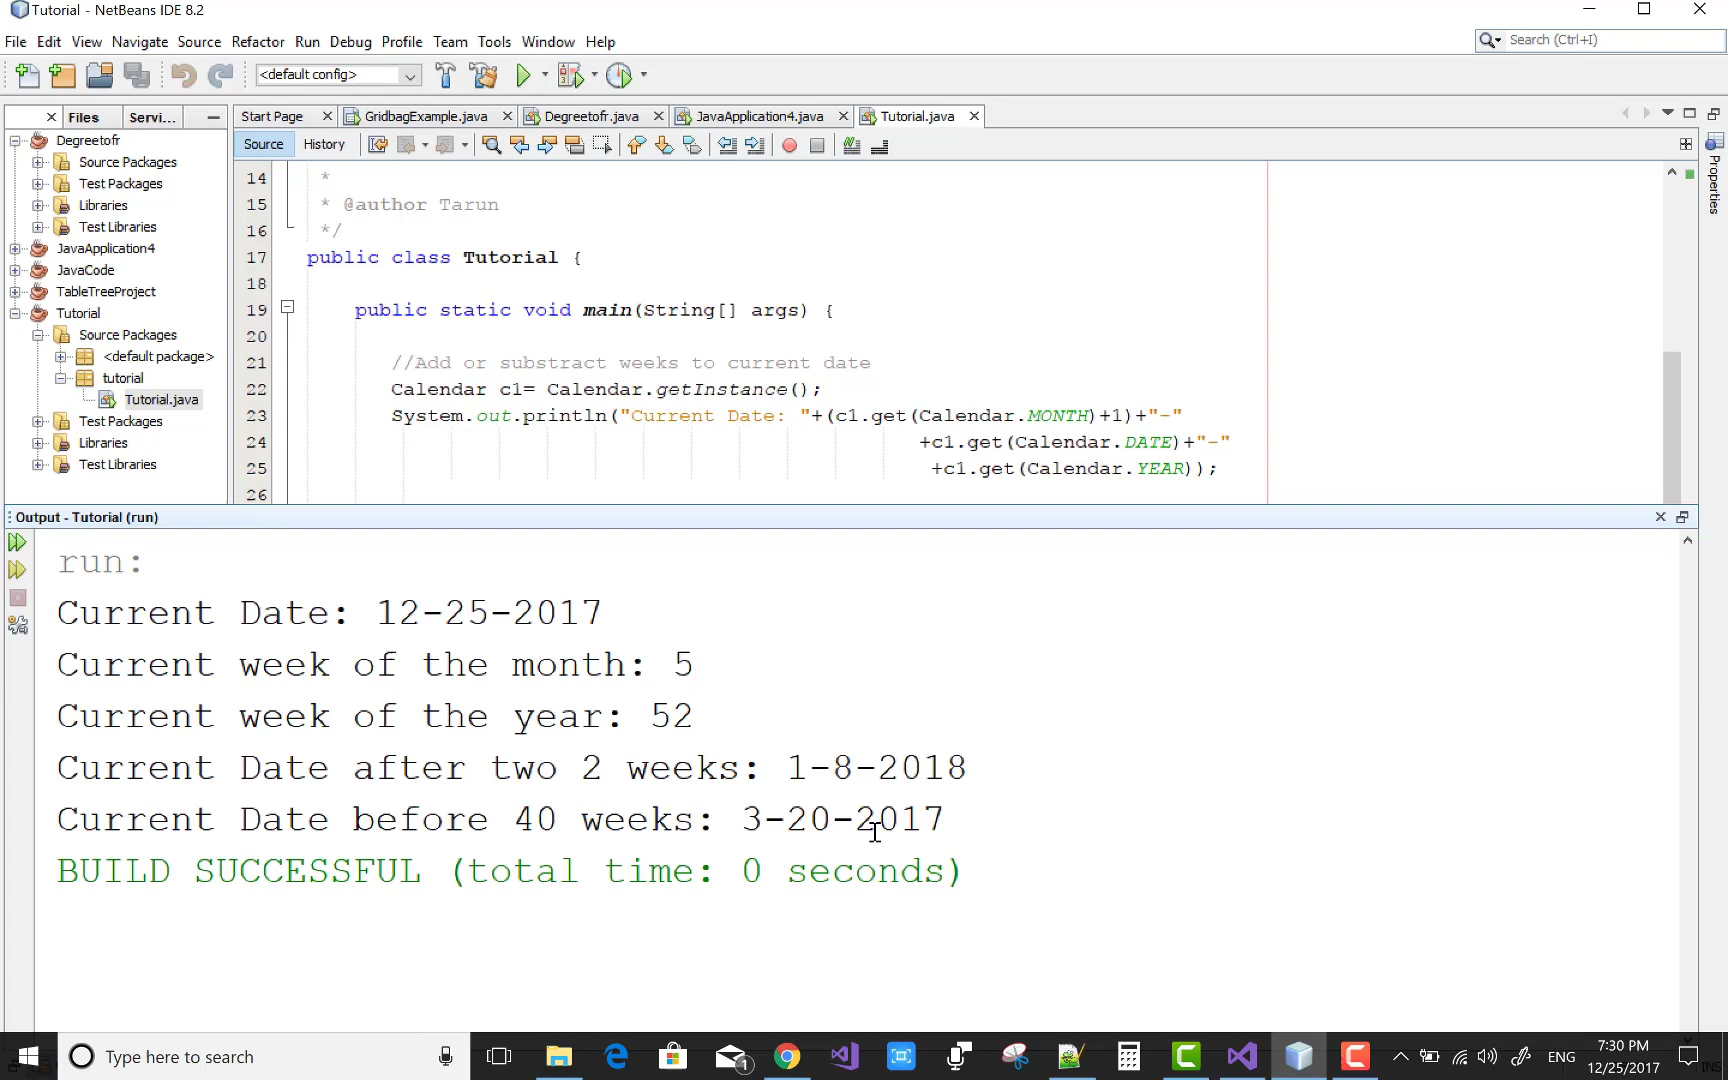 Tutorial - NetBeans IDE 8.2
File Edit View Navigate Source Refactor Run Debug Profile Team Tools Window Help
Search (Ctrl+I)
<default config>
Files Servi...
Start Page GridbagExample.java Degreetofr.java JavaApplication4.java Tutorial.java
Source History
Properties
Degreetofr
Source Packages
Test Packages
Libraries
Test Libraries
JavaApplication4
JavaCode
TableTreeProject
Tutorial
Source Packages
<default package>
tutorial
Tutorial.java
Test Packages
Libraries
Test Libraries
14 *
15 * @author Tarun
16 */
17 public class Tutorial {
18
19 public static void main(String[] args) {
20
21 //Add or substract weeks to current date
22 Calendar c1= Calendar.getInstance();
23 System.out.println("Current Date: "+(c1.get(Calendar.MONTH)+1)+"-"
24 +c1.get(Calendar.DATE)+"-"
25 +c1.get(Calendar.YEAR));
26
Output - Tutorial (run)
run:
Current Date: 12-25-2017
Current week of the month: 5
Current week of the year: 52
Current Date after two 2 weeks: 1-8-2018
Current Date before 40 weeks: 3-20-2017
BUILD SUCCESSFUL (total time: 0 seconds)
Type here to search
1
ENG
7:30 PM
12/25/2017
INS